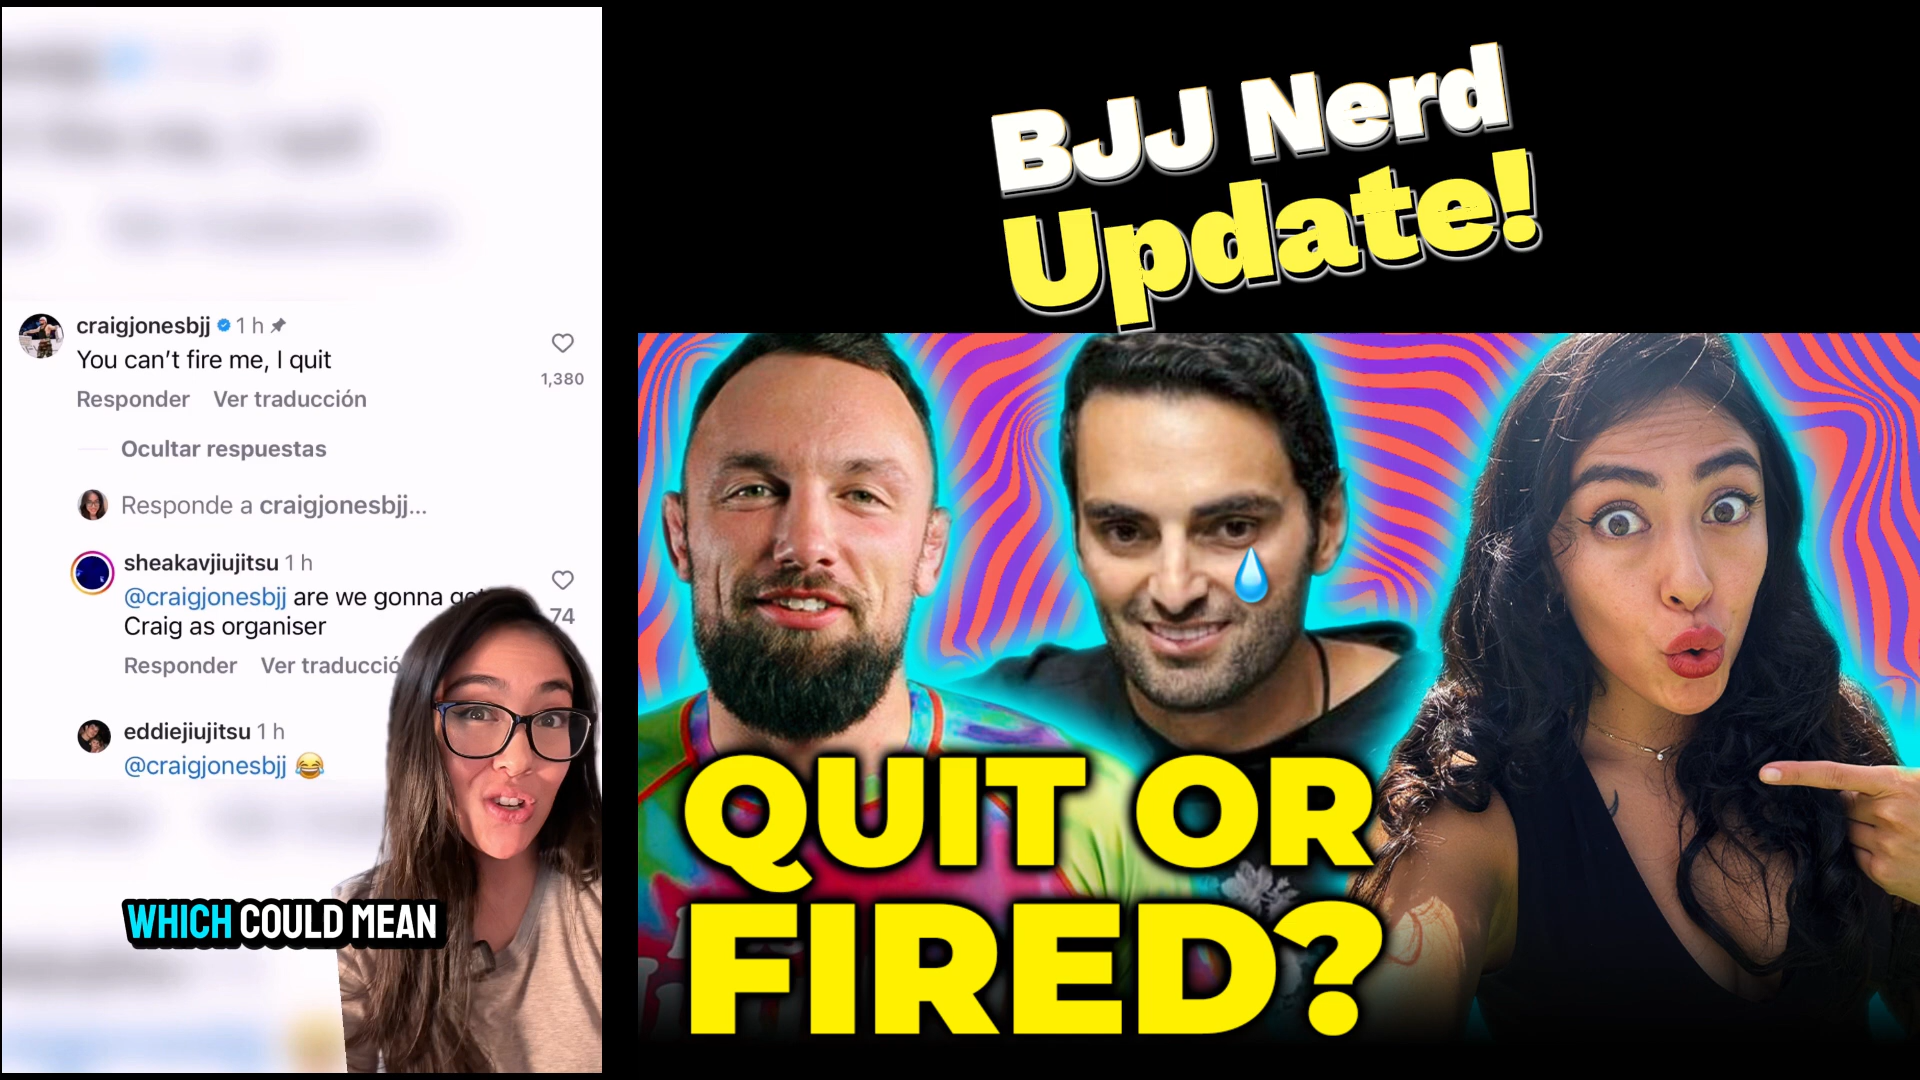 craigjonesbjj 1 h
You can't fire me, I quit
1,380
Responder Ver traducción
Ocultar respuestas
Responde a craigjonesbjj...
sheakavjiujitsu 1 h
@craigjonesbjj are we gonna
Craig as organiser
74
Responder Ver
eddiejiujitsu 1 h
@craigjonesbjj 😂
WHICH COULD MEAN
BJJ Nerd
Update!
QUIT OR
FIRED?